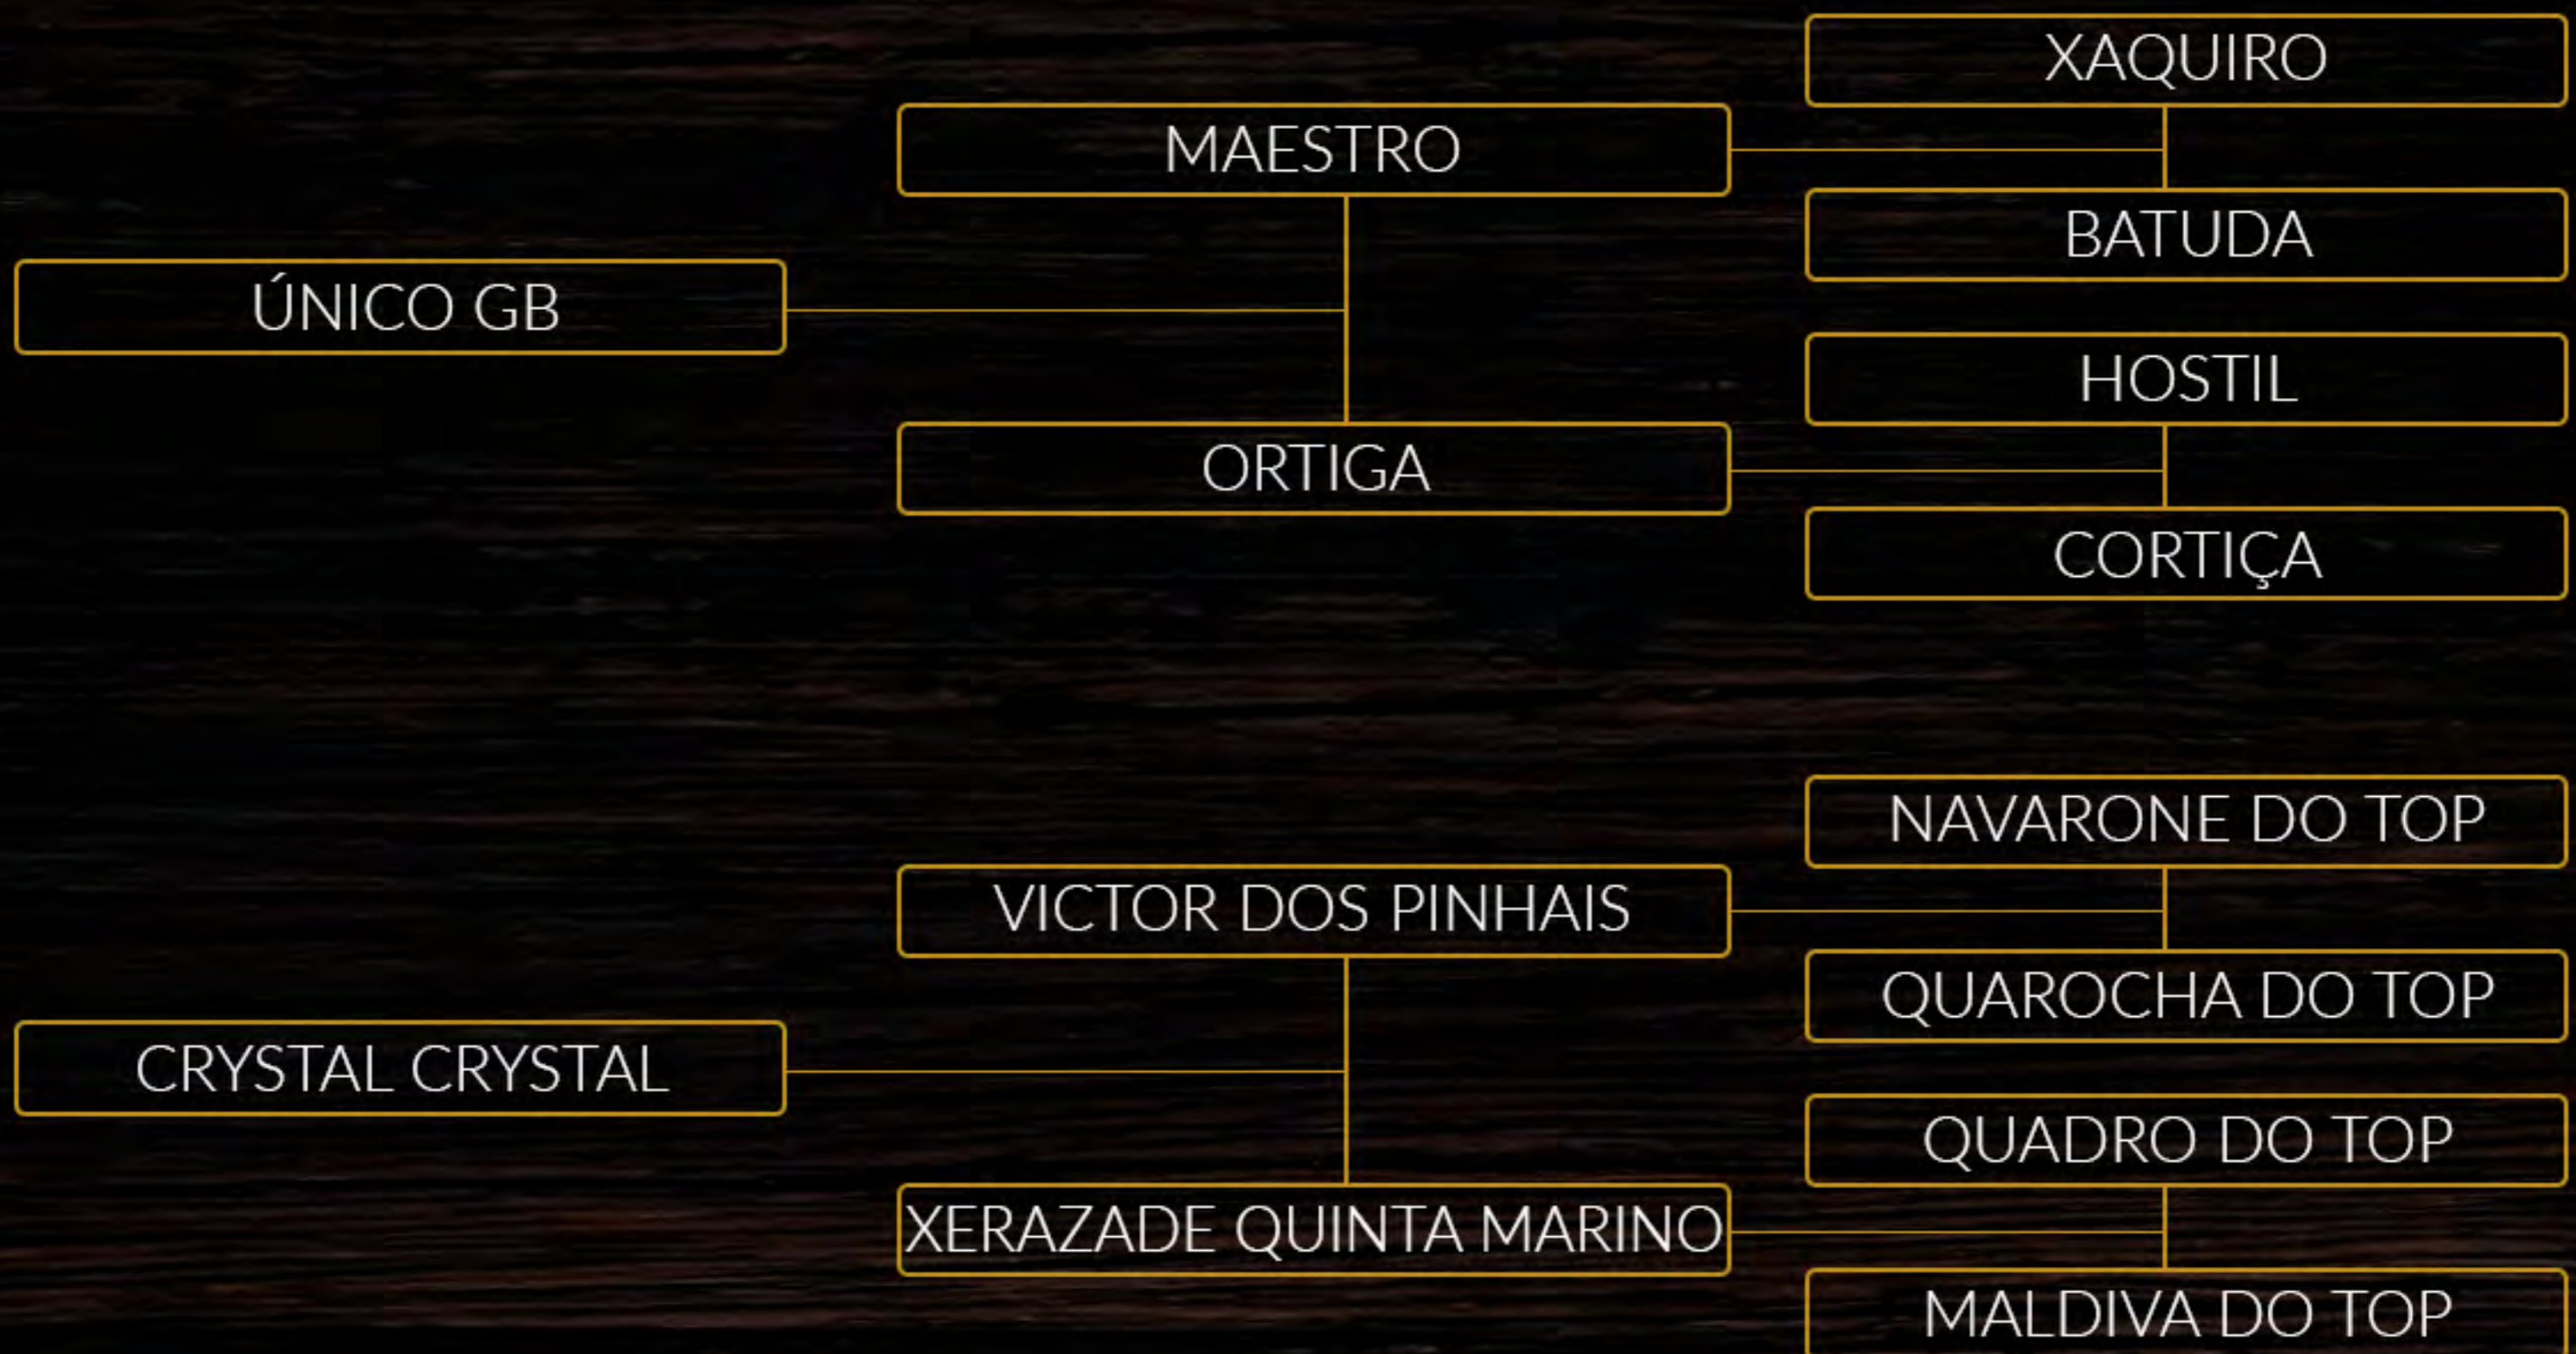 XAQUIRO
MAESTRO
BATUDA
ÚNICO GB
HOSTIL
ORTIGA
CORTIÇA
NAVARONE DO TOP
VICTOR DOS PINHAIS
QUAROCHA DO TOP
CRYSTAL CRYSTAL
QUADRO DO TOP
XERAZADE QUINTA MARINO
MALDIVA DO TOP